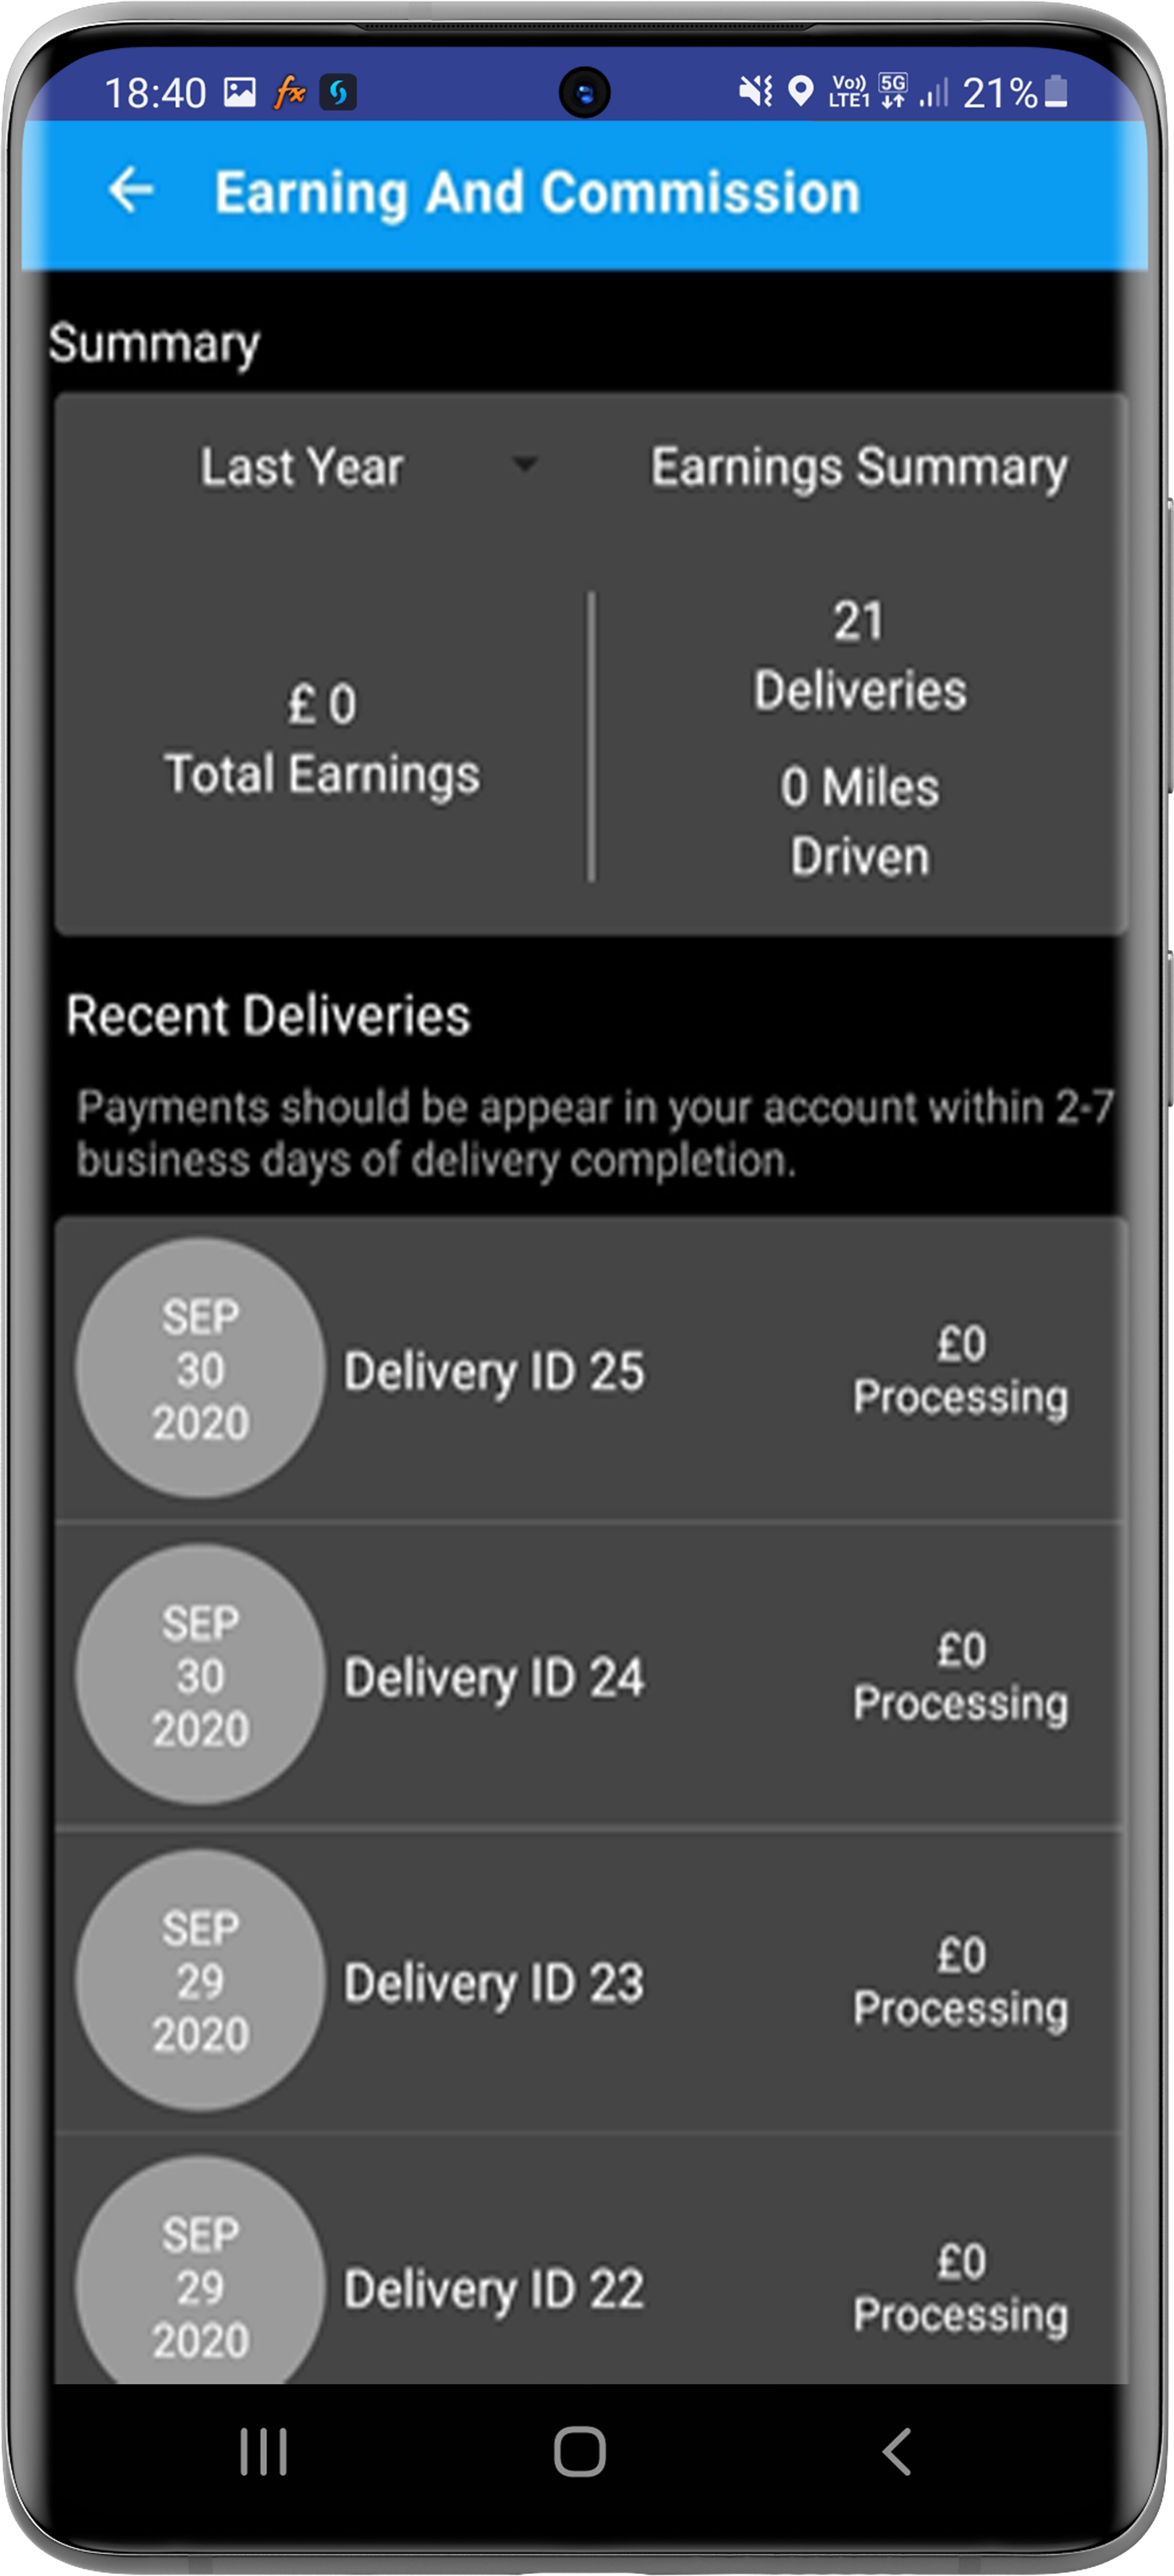 18:40 fx Vo)) LTE1 5G 21%
Earning And Commission
Summary
Last Year Earnings Summary
21
Deliveries
£ 0
Total Earnings
0 Miles
Driven
Recent Deliveries
Payments should be appear in your account within 2-7
business days of delivery completion.
SEP
30
2020
Delivery ID 25
£0
Processing
SEP
30
2020
Delivery ID 24
£0
Processing
SEP
29
2020
Delivery ID 23
£0
Processing
SEP
29
2020
Delivery ID 22
£0
Processing